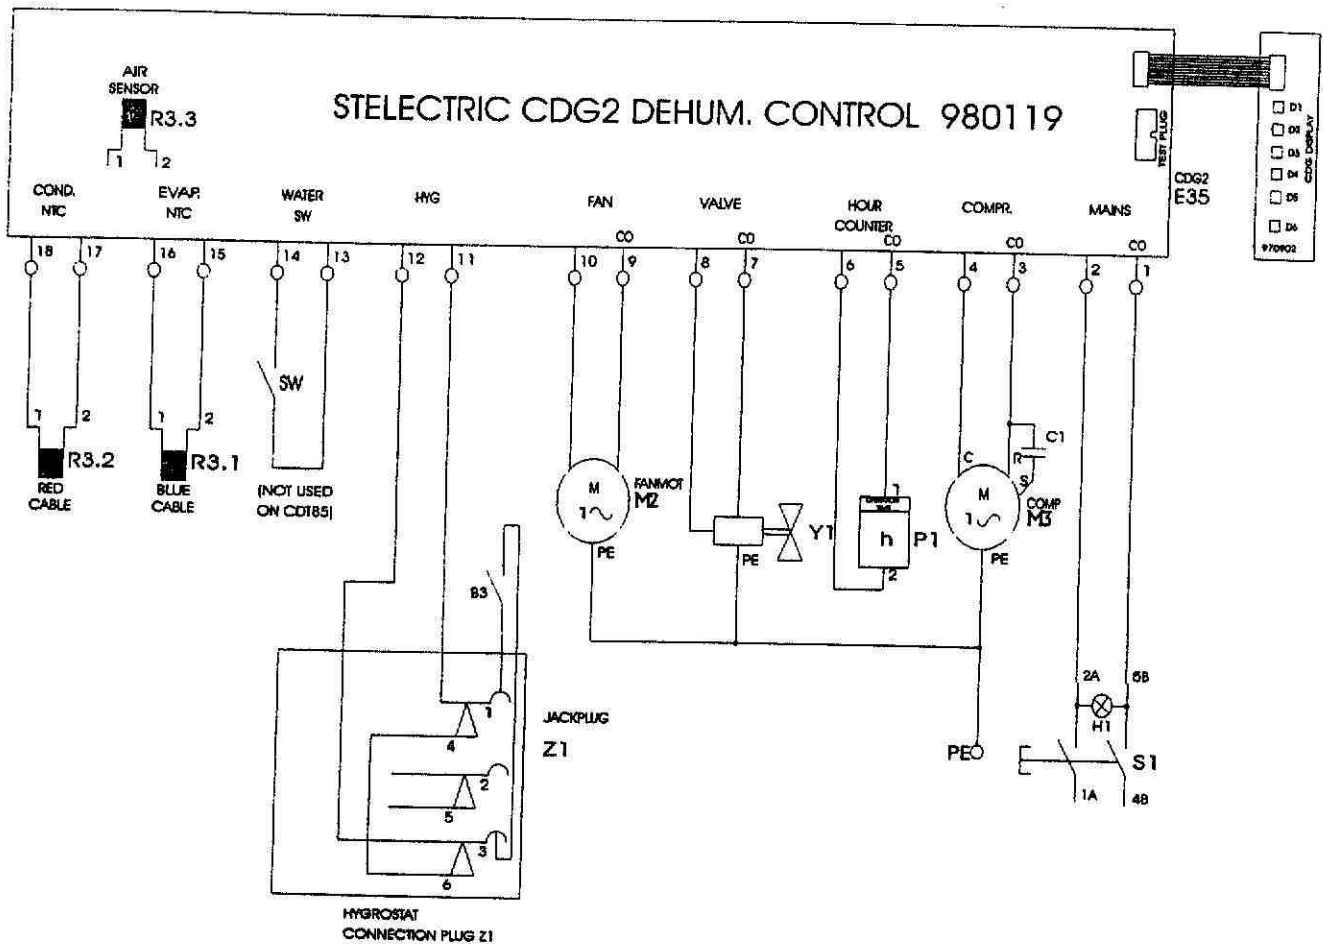 AIR
SENSOR
R3.3
1 2
STELECTRIC CDG2 DEHUM. CONTROL 980119
TEST PLUG
CDG2
E35
D1
D2
D3
D4
D5
D6
CDG DISPLAY
970902
COND.
NTC
EVAP.
NTC
WATER
SW
HYG
FAN
VALVE
HOUR
COUNTER
COMPR.
MAINS
CO CO CO CO CO
18 17 16 15 14 13 12 11 10 9 8 7 6 5 4 3 2 1
SW
1 2
R3.2
RED
CABLE
1 2
R3.1
BLUE
CABLE
(NOT USED
ON CDT85)
M
1
FANMOT
M2
PE
Y1
PE
1
h
P1
2
C
R
S
C1
M
1
COMP
M3
PE
B3
1
4
2
5
3
6
JACKPLUG
Z1
PE
2A 5B
H1
S1
1A 4B
HYGROSTAT
CONNECTION PLUG Z1